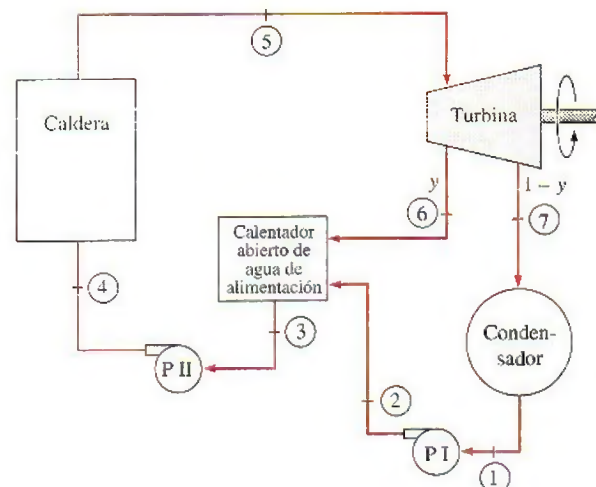 5
Caldera
Turbina
y
1 – y
6
7
Calentador
abierto de
agua de
alimentación
4
3
Conden-
sador
P II
2
P I
1